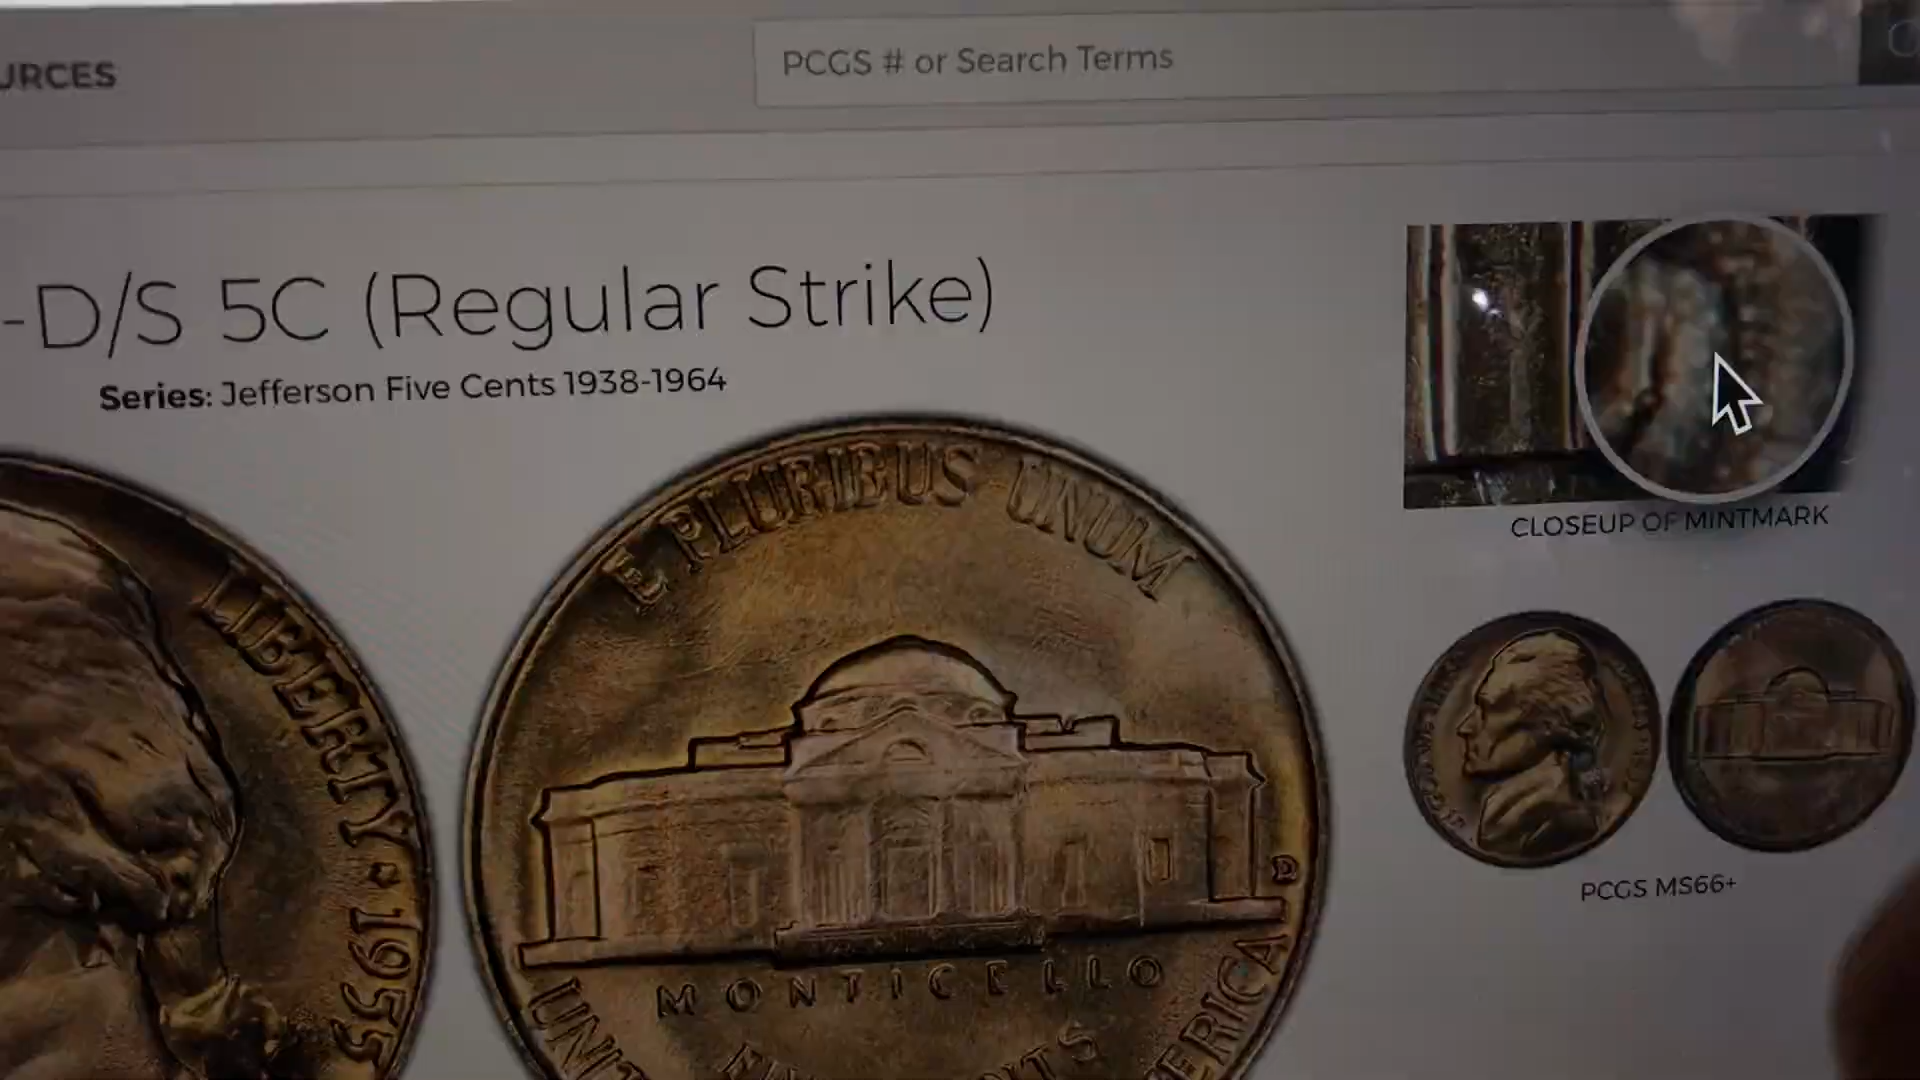 URCES
PCGS # or Search Terms
-D/S 5C (Regular Strike)
Series: Jefferson Five Cents 1938-1964
CLOSEUP OF MINTMARK
E PLURIBUS UNUM
LIBERTY
1955
D
MONTICELLO
PCGS MS66+